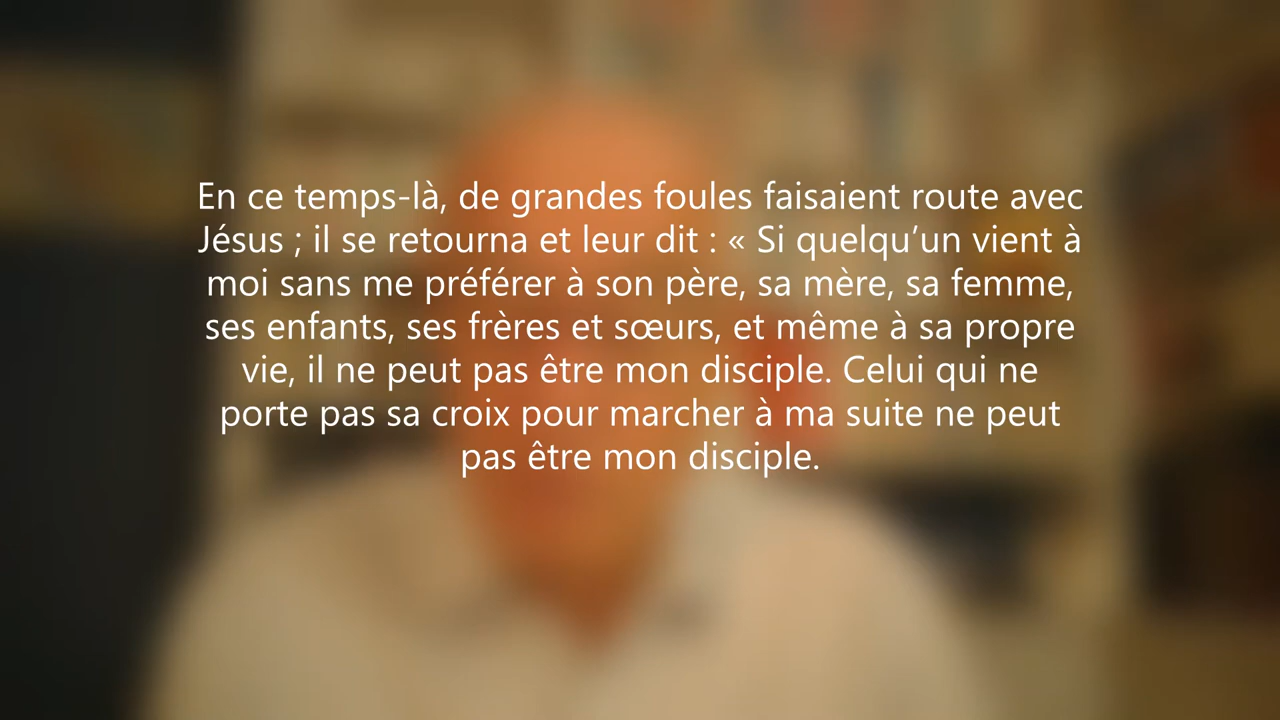 En ce temps-là, de grandes foules faisaient route avec
Jésus ; il se retourna et leur dit : « Si quelqu’un vient à
moi sans me préférer à son père, sa mère, sa femme,
ses enfants, ses frères et sœurs, et même à sa propre
vie, il ne peut pas être mon disciple. Celui qui ne
porte pas sa croix pour marcher à ma suite ne peut
pas être mon disciple.